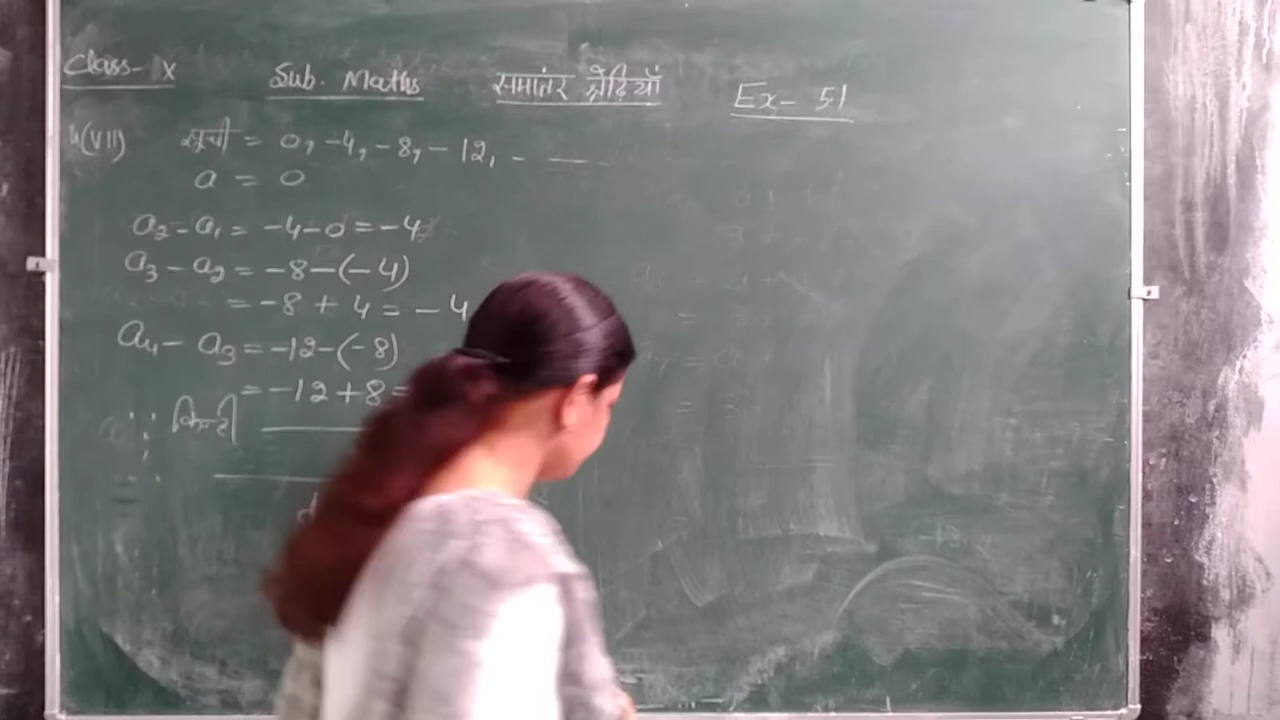 Class- X Sub. Maths समांतर श्रेढ़ियाँ Ex- 5.1
4(VII) सूची = 0, -4, -8, -12, - ——
a = 0
a₂ - a₁ = -4-0 = -4
a₃ - a₂ = -8-(-4)
= -8 + 4 = -4
a₄ - a₃ = -12-(-8)
= -12+8=
∵ किन्ही
d